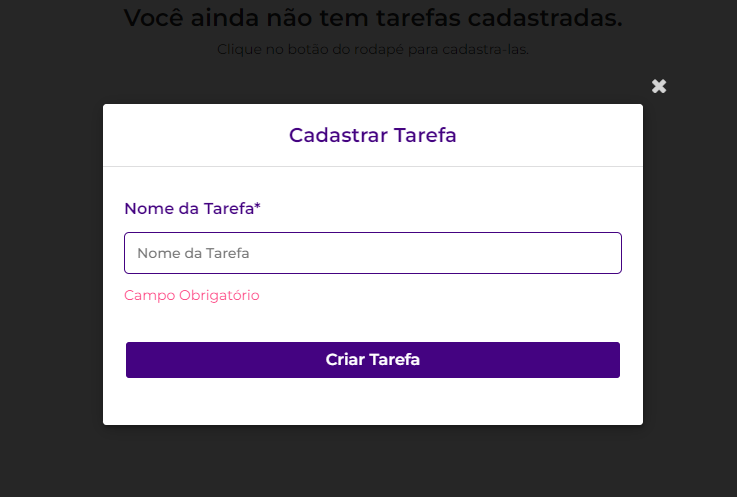 Você ainda não tem tarefas cadastradas.
Clique no botão do rodapé para cadastra-las.
Cadastrar Tarefa
Nome da Tarefa*
Nome da Tarefa
Campo Obrigatório
Criar Tarefa